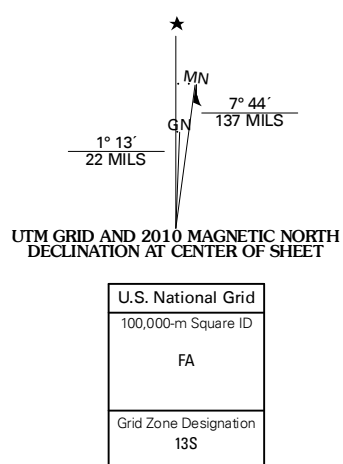 ★
MN
GN
7° 44´
137 MILS
1° 13´
22 MILS
UTM GRID AND 2010 MAGNETIC NORTH
DECLINATION AT CENTER OF SHEET
U.S. National Grid
100,000-m Square ID
FA
Grid Zone Designation
13S